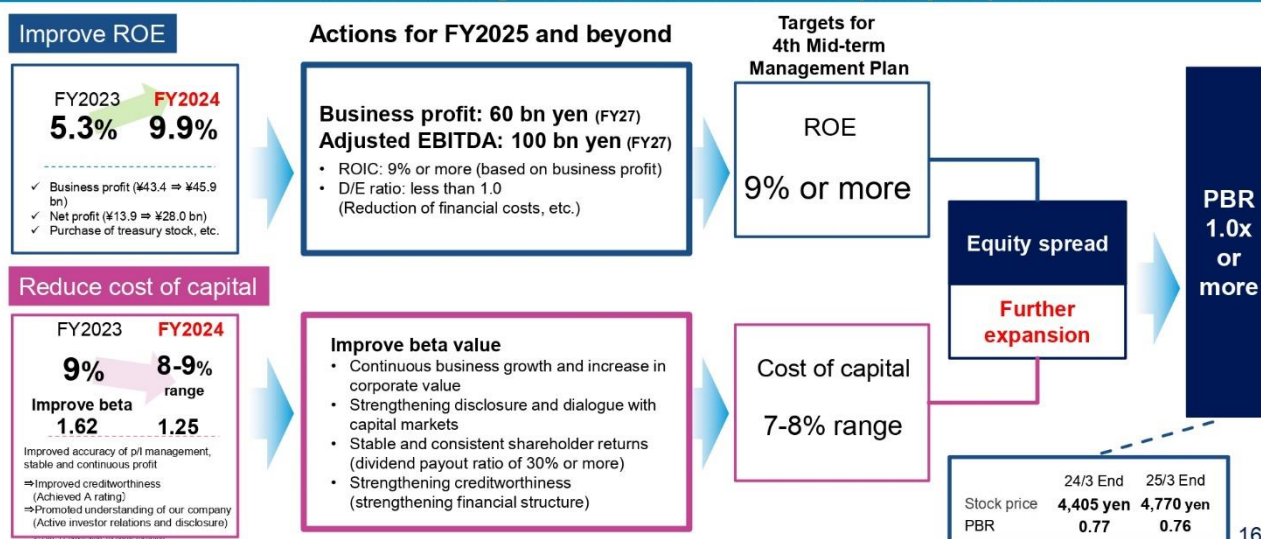 Improve ROE
Actions for FY2025 and beyond
Targets for
4th Mid-term
Management Plan
FY2023 FY2024
5.3% 9.9%
✓ Business profit (¥43.4 ⇒ ¥45.9
bn)
✓ Net profit (¥13.9 ⇒ ¥28.0 bn)
✓ Purchase of treasury stock, etc.
Business profit: 60 bn yen (FY27)
Adjusted EBITDA: 100 bn yen (FY27)
• ROIC: 9% or more (based on business profit)
• D/E ratio: less than 1.0
(Reduction of financial costs, etc.)
ROE
9% or more
Equity spread
Further
expansion
PBR
1.0x
or
more
Reduce cost of capital
FY2023 FY2024
9% 8-9%
range
Improve beta
1.62 1.25
Improved accuracy of p/l management,
stable and continuous profit
⇒Improved creditworthiness
(Achieved A rating)
⇒Promoted understanding of our company
(Active investor relations and disclosure)
Improve beta value
• Continuous business growth and increase in
corporate value
• Strengthening disclosure and dialogue with
capital markets
• Stable and consistent shareholder returns
(dividend payout ratio of 30% or more)
• Strengthening creditworthiness
(strengthening financial structure)
Cost of capital
7-8% range
24/3 End 25/3 End
Stock price 4,405 yen 4,770 yen
PBR 0.77 0.76
16